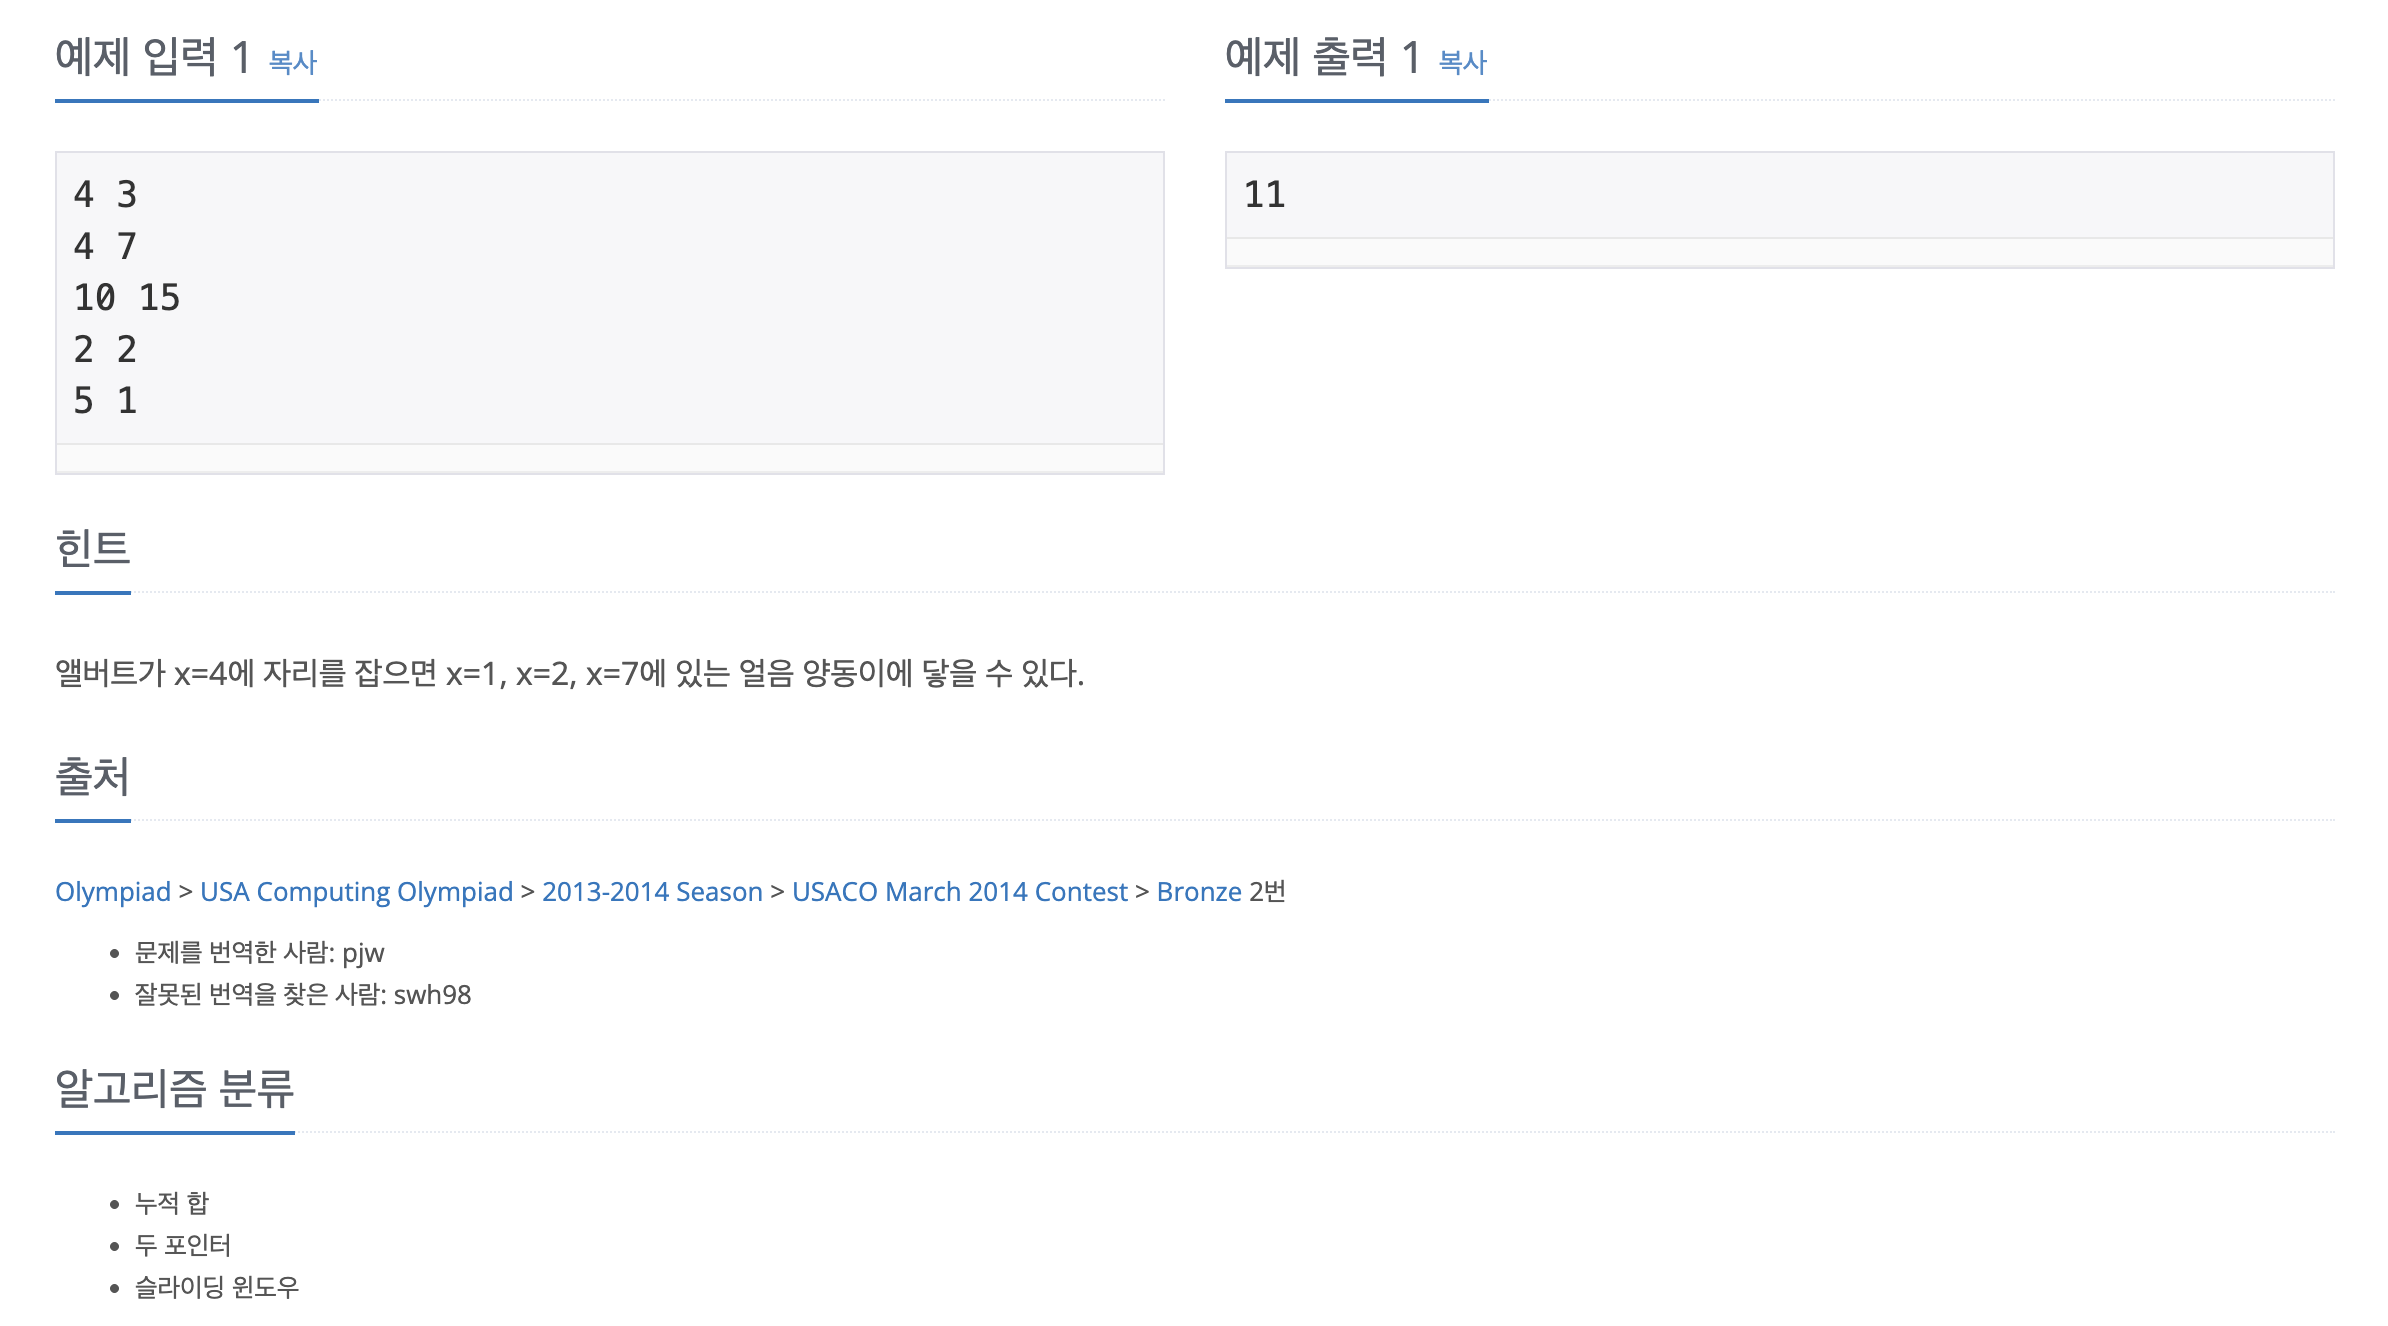 예제 입력 1 복사
4 3
4 7
10 15
2 2
5 1
예제 출력 1 복사
11
힌트
앨버트가 x=4에 자리를 잡으면 x=1, x=2, x=7에 있는 얼음 양동이에 닿을 수 있다.
출처
Olympiad > USA Computing Olympiad > 2013-2014 Season > USACO March 2014 Contest > Bronze 2번
• 문제를 번역한 사람: pjw
• 잘못된 번역을 찾은 사람: swh98
알고리즘 분류
• 누적 합
• 두 포인터
• 슬라이딩 윈도우